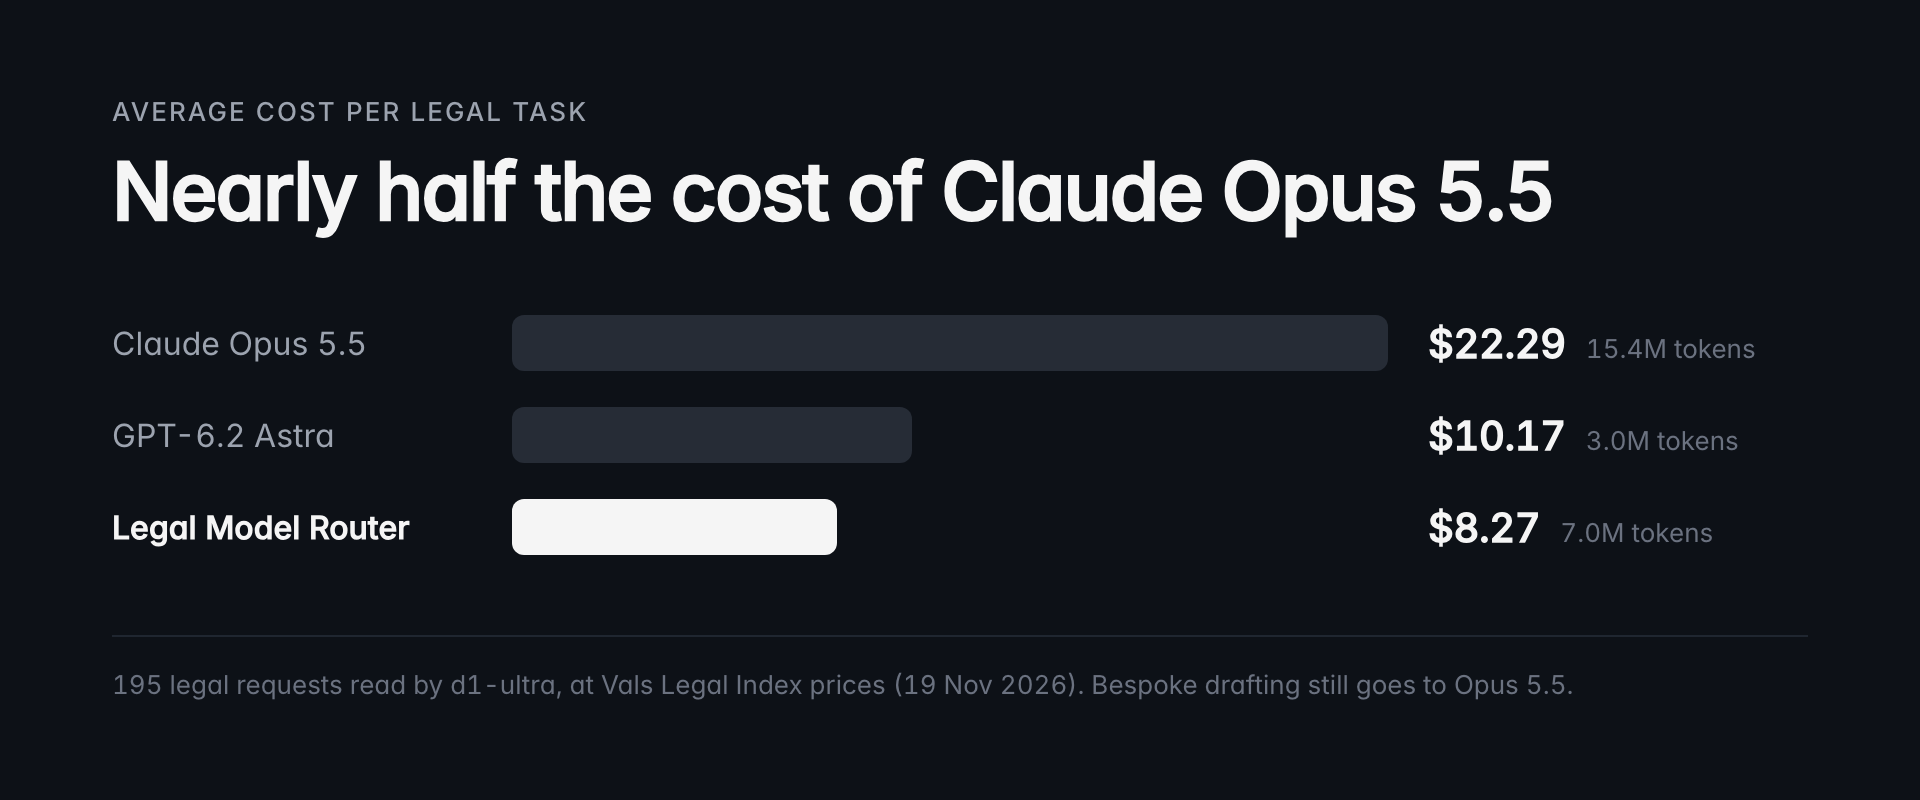 AVERAGE COST PER LEGAL TASK
Nearly half the cost of Claude Opus 5.5
Claude Opus 5.5 $22.29 15.4M tokens
GPT-6.2 Astra $10.17 3.0M tokens
Legal Model Router $8.27 7.0M tokens
195 legal requests read by d1-ultra, at Vals Legal Index prices (19 Nov 2026). Bespoke drafting still goes to Opus 5.5.